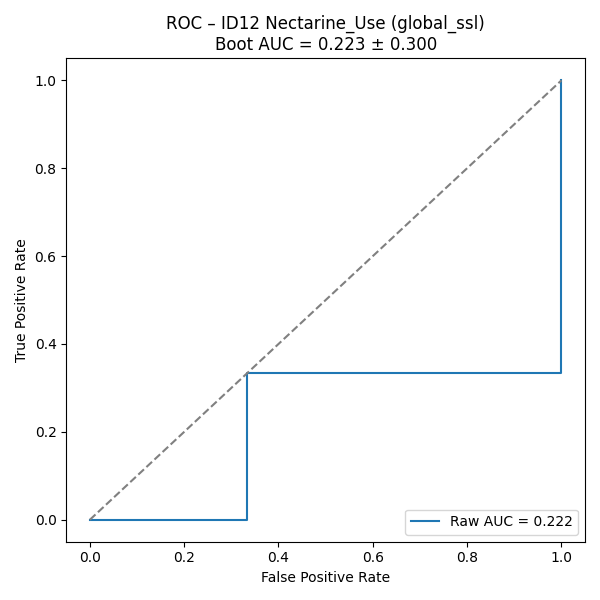 ROC – ID12 Nectarine_Use (global_ssl)
Boot AUC = 0.223 ± 0.300
True Positive Rate
1.0
0.8
0.6
0.4
0.2
0.0
0.0 0.2 0.4 0.6 0.8 1.0
False Positive Rate
Raw AUC = 0.222